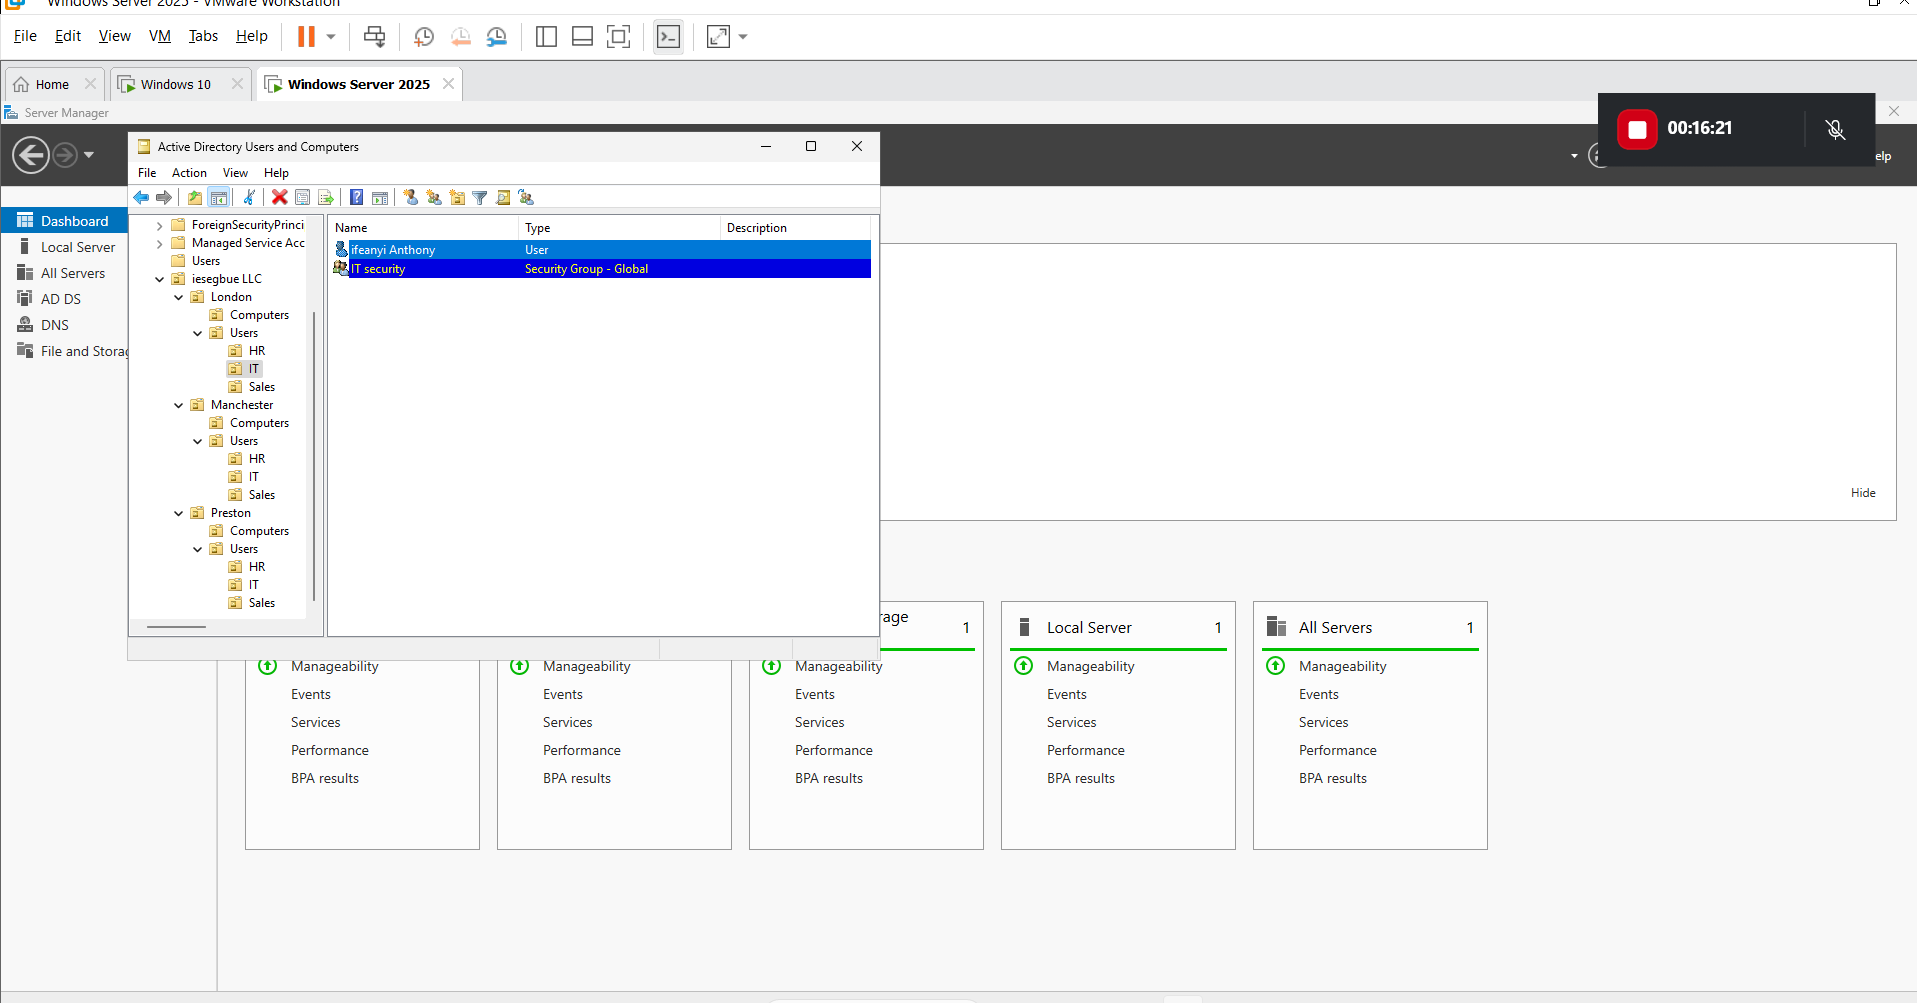 Windows Server 2025 - VMware Workstation
File Edit View VM Tabs Help
Home Windows 10 Windows Server 2025
Server Manager
00:16:21
elp
Active Directory Users and Computers
File Action View Help
Dashboard
Local Server
All Servers
AD DS
DNS
File and Storag
ForeignSecurityPrinci
Managed Service Acc
Users
iesegbue LLC
London
Computers
Users
HR
IT
Sales
Manchester
Computers
Users
HR
IT
Sales
Preston
Computers
Users
HR
IT
Sales
Name Type Description
ifeanyi Anthony User
IT security Security Group - Global
Hide
Manageability
Events
Services
Performance
BPA results
Manageability
Events
Services
Performance
BPA results
rage 1
Manageability
Events
Services
Performance
BPA results
Local Server 1
Manageability
Events
Services
Performance
BPA results
All Servers 1
Manageability
Events
Services
Performance
BPA results